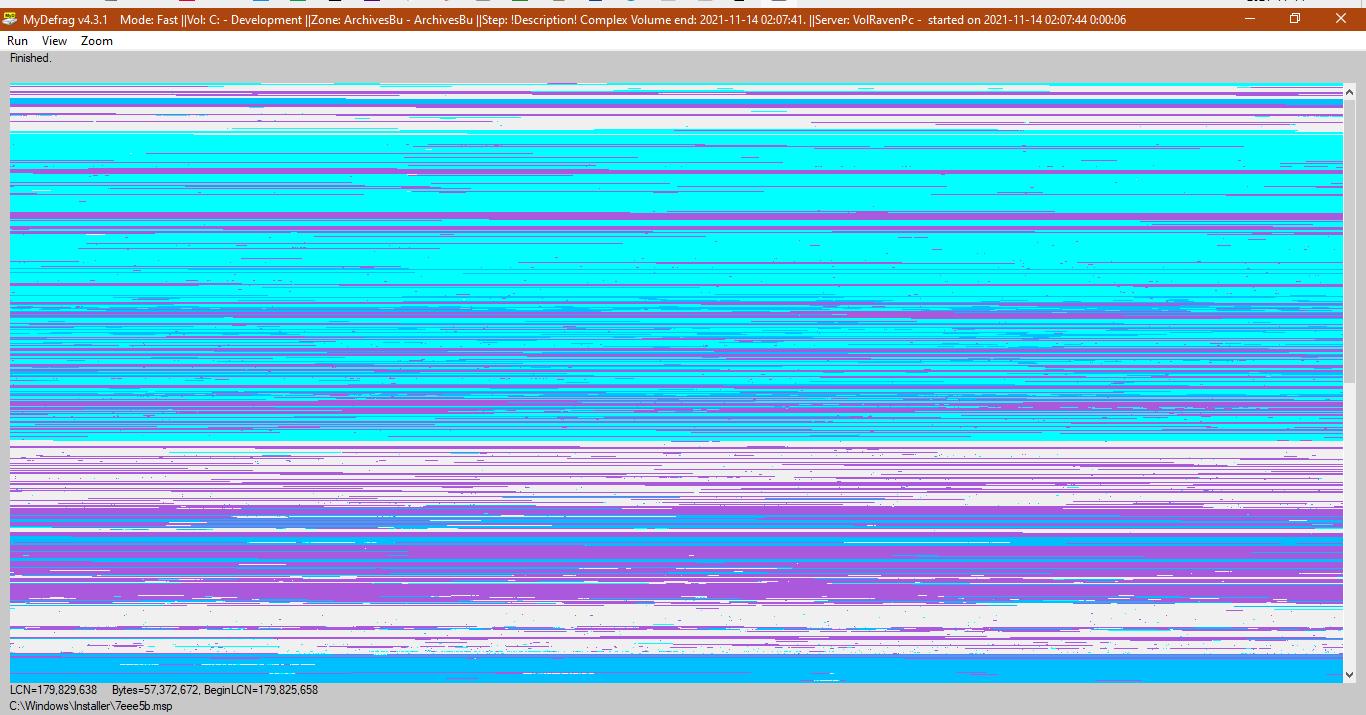 MyDefrag v4.3.1 Mode: Fast ||Vol: C: - Development ||Zone: ArchivesBu - ArchivesBu ||Step: !Description! Complex Volume end: 2021-11-14 02:07:41. ||Server: VolRavenPc - started on 2021-11-14 02:07:44 0:00:06
Run View Zoom
Finished.
LCN=179,829,638 Bytes=57,372,672, BeginLCN=179,825,658
C:\Windows\Installer\7eee5b.msp